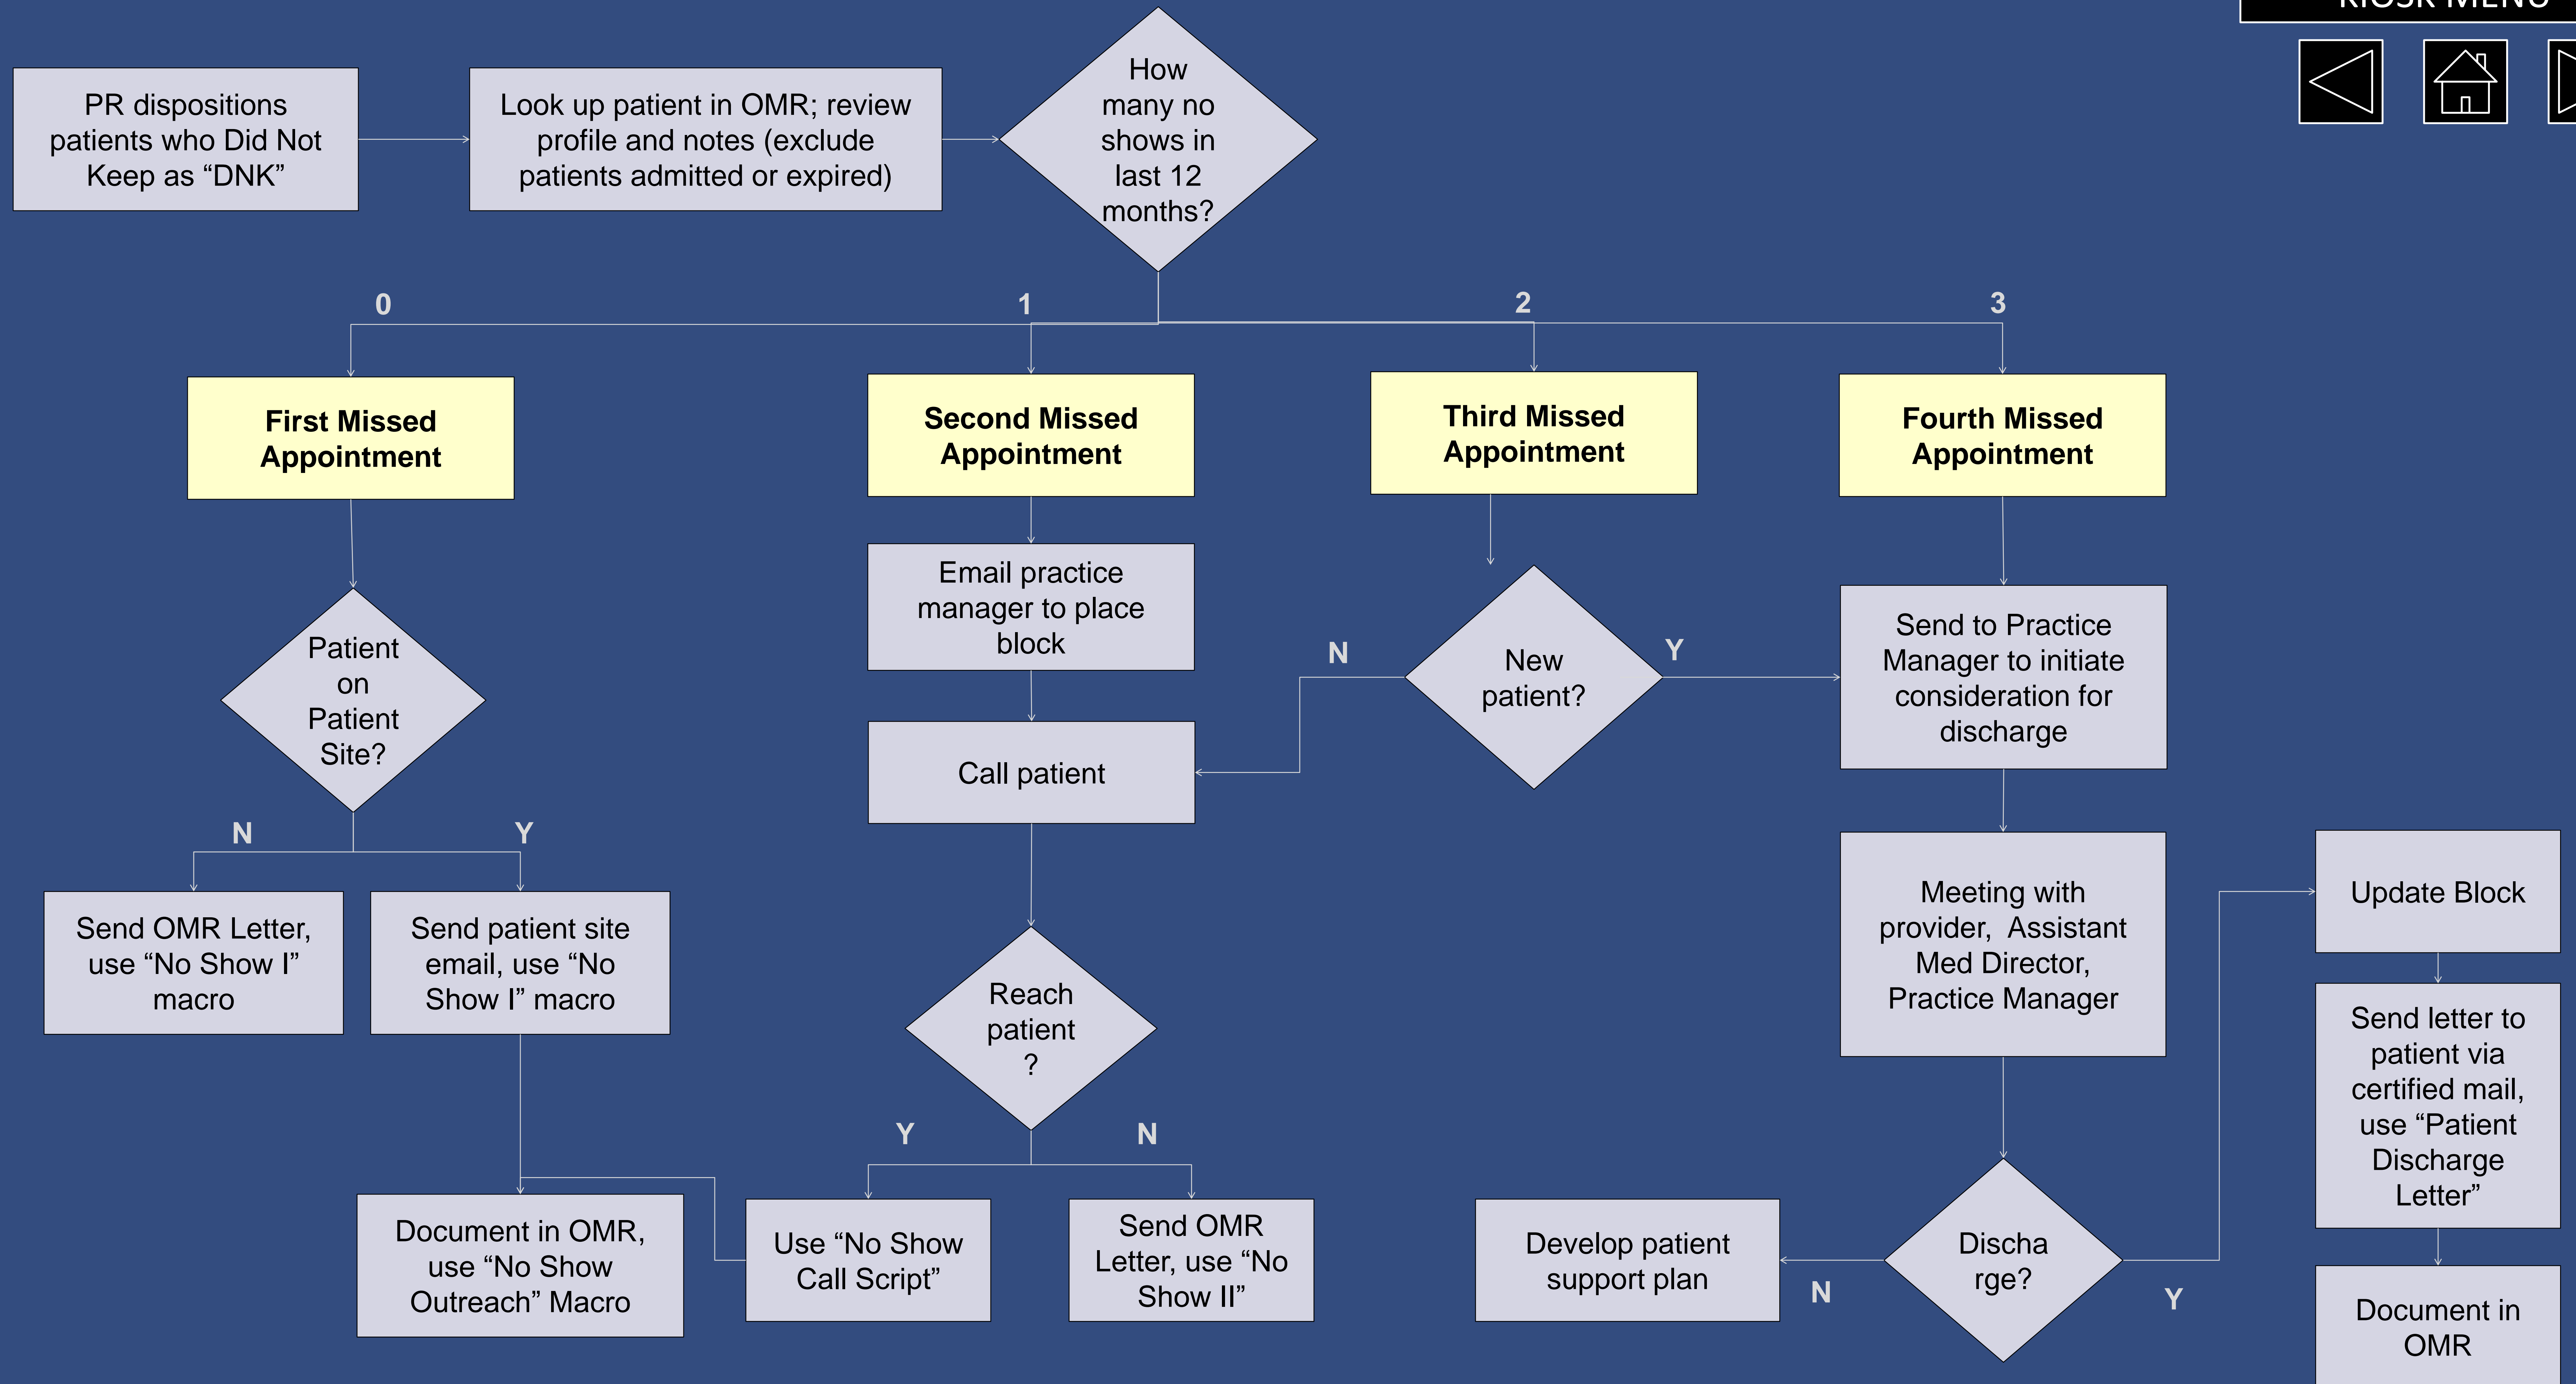 KIOSK MENU
PR dispositions
patients who Did Not
Keep as “DNK”
Look up patient in OMR; review
profile and notes (exclude
patients admitted or expired)
How
many no
shows in
last 12
months?
0
1
2
3
First Missed
Appointment
Second Missed
Appointment
Third Missed
Appointment
Fourth Missed
Appointment
Patient
on
Patient
Site?
N
Y
Send OMR Letter,
use “No Show I”
macro
Send patient site
email, use “No
Show I” macro
Document in OMR,
use “No Show
Outreach” Macro
Email practice
manager to place
block
Call patient
Reach
patient
?
Y
N
Use “No Show
Call Script”
Send OMR
Letter, use “No
Show II”
New
patient?
N
Y
Send to Practice
Manager to initiate
consideration for
discharge
Meeting with
provider,  Assistant
Med Director,
Practice Manager
Discha
rge?
N
Y
Develop patient
support plan
Update Block
Send letter to
patient via
certified mail,
use “Patient
Discharge
Letter”
Document in
OMR